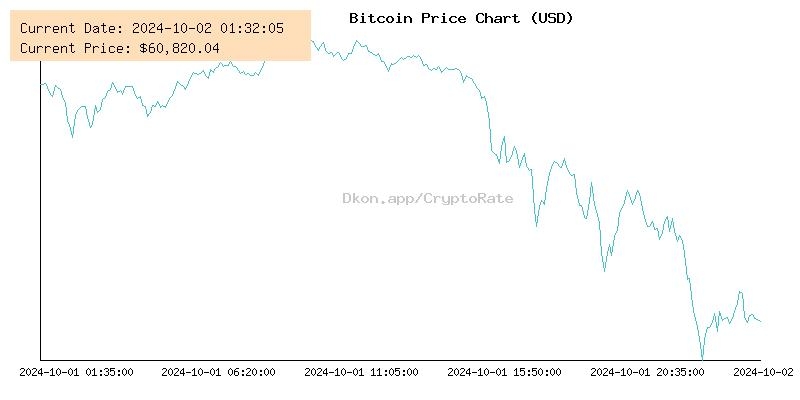 Bitcoin Price Chart (USD)
Current Date: 2024-10-02 01:32:05
Current Price: $60,820.04
Dkon.app/CryptoRate
2024-10-01 01:35:00 2024-10-01 06:20:00 2024-10-01 11:05:00 2024-10-01 15:50:00 2024-10-01 20:35:00 2024-10-02